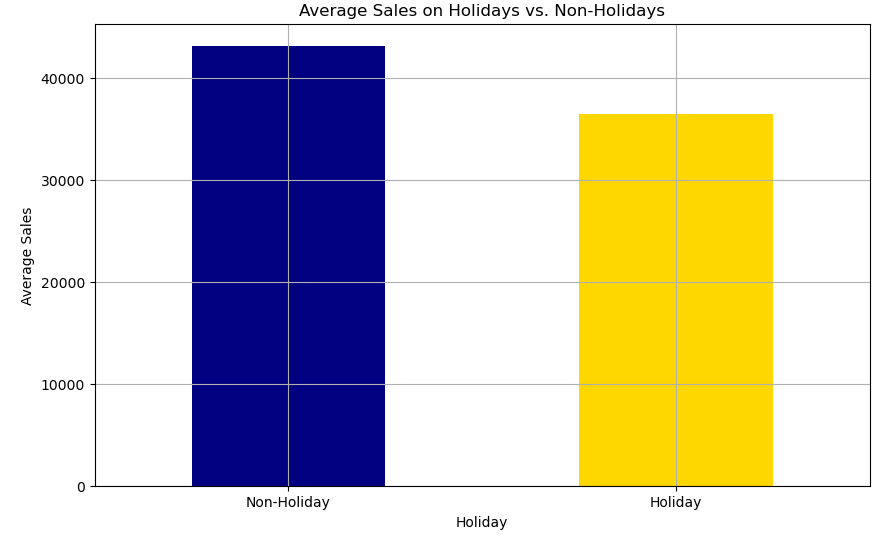 Average Sales on Holidays vs. Non-Holidays
40000
30000
20000
10000
0
Average Sales
Non-Holiday
Holiday
Holiday